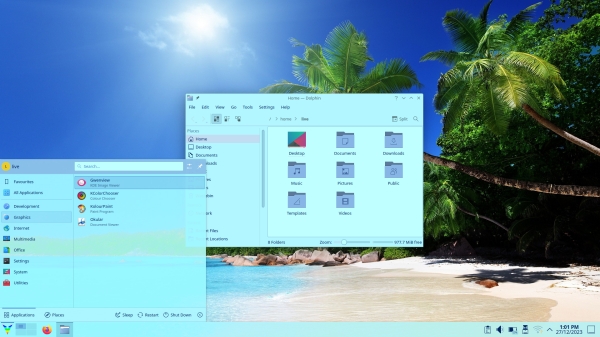 Home — Dolphin
File Edit View Go Tools Settings Help
/ home live
Split
Places
Home
Desktop
Documents
Desktop
Documents
Downloads
Music
Pictures
Public
Templates
Videos
8 Folders
Zoom:
977.7 MiB free
live
Search...
Favourites
All Applications
Development
Graphics
Internet
Multimedia
Office
Settings
System
Utilities
Gwenview
KDE Image Viewer
KColorChooser
Colour Chooser
KolourPaint
Paint Program
Okular
Document Viewer
Applications
Places
Sleep
Restart
Shut Down
1:01 PM
27/12/2023